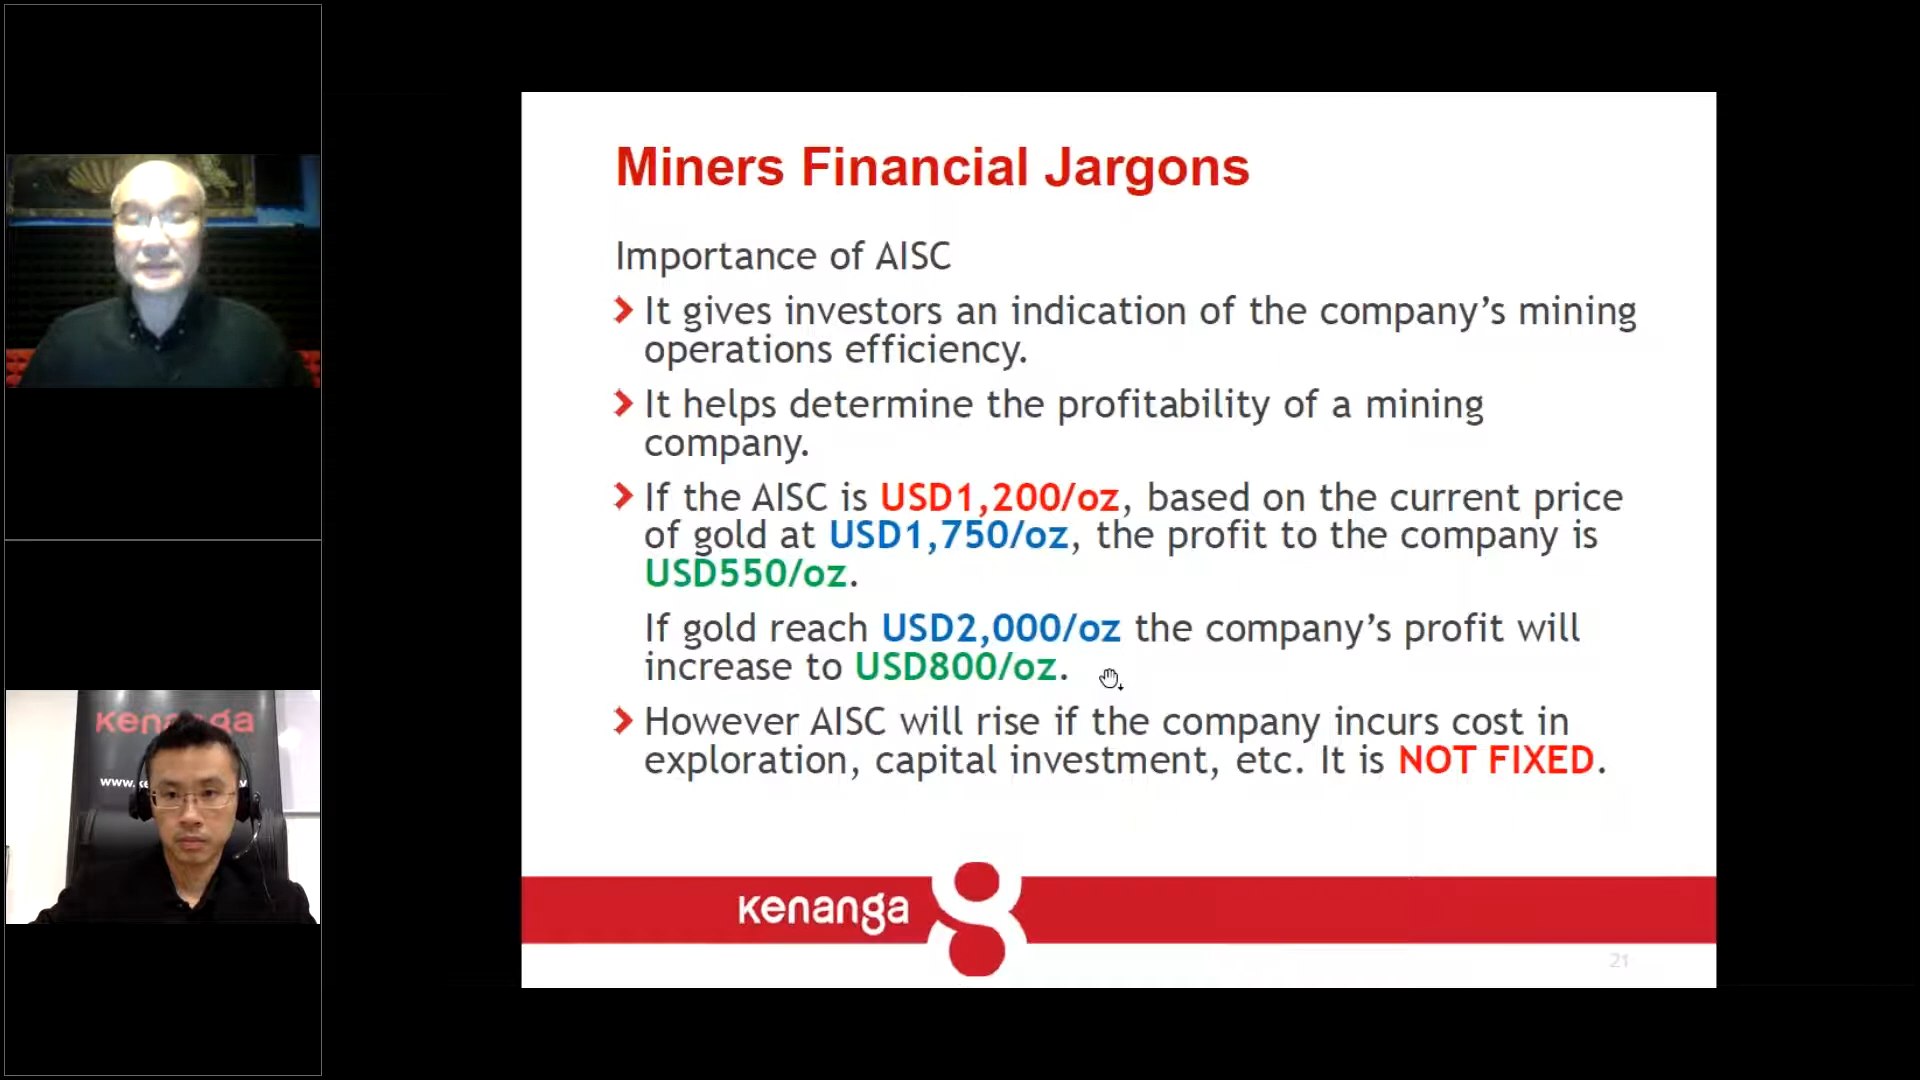 Miners Financial Jargons
Importance of AISC
It gives investors an indication of the company's mining
operations efficiency.
It helps determine the profitability of a mining
company.
If the AISC is USD1,200/oz, based on the current price
of gold at USD1,750/oz, the profit to the company is
USD550/oz.
If gold reach USD2,000/oz the company's profit will
increase to USD800/oz.
However AISC will rise if the company incurs cost in
exploration, capital investment, etc. It is NOT FIXED.
kenanga
21
kenanga
www.